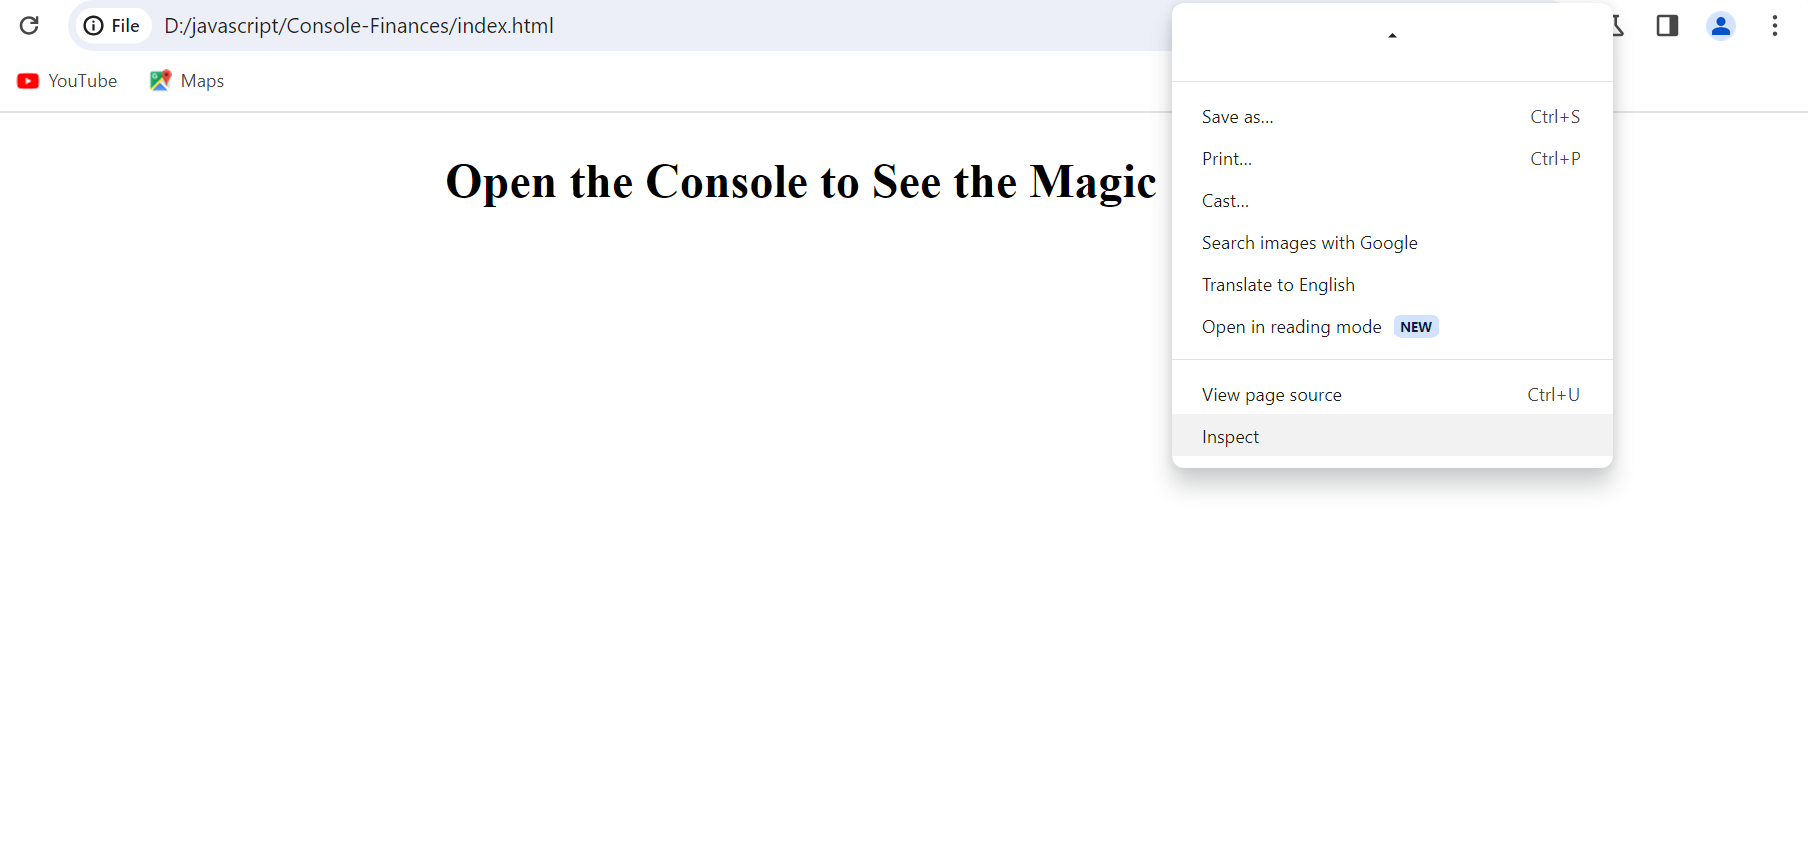 File D:/javascript/Console-Finances/index.html
YouTube Maps
Open the Console to See the Magic
Save as... Ctrl+S
Print... Ctrl+P
Cast...
Search images with Google
Translate to English
Open in reading mode NEW
View page source Ctrl+U
Inspect